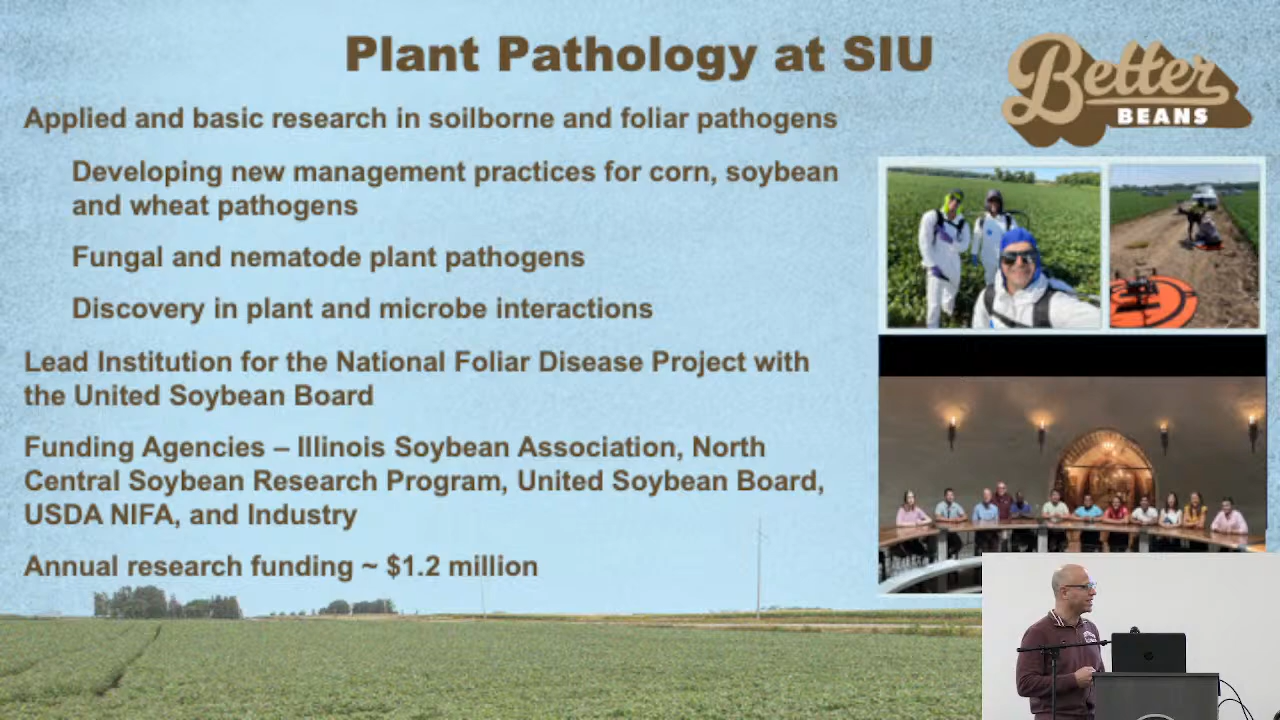 Plant Pathology at SIU
Better
BEANS
Applied and basic research in soilborne and foliar pathogens
Developing new management practices for corn, soybean
and wheat pathogens
Fungal and nematode plant pathogens
Discovery in plant and microbe interactions
Lead Institution for the National Foliar Disease Project with
the United Soybean Board
Funding Agencies – Illinois Soybean Association, North
Central Soybean Research Program, United Soybean Board,
USDA NIFA, and Industry
Annual research funding ~ $1.2 million